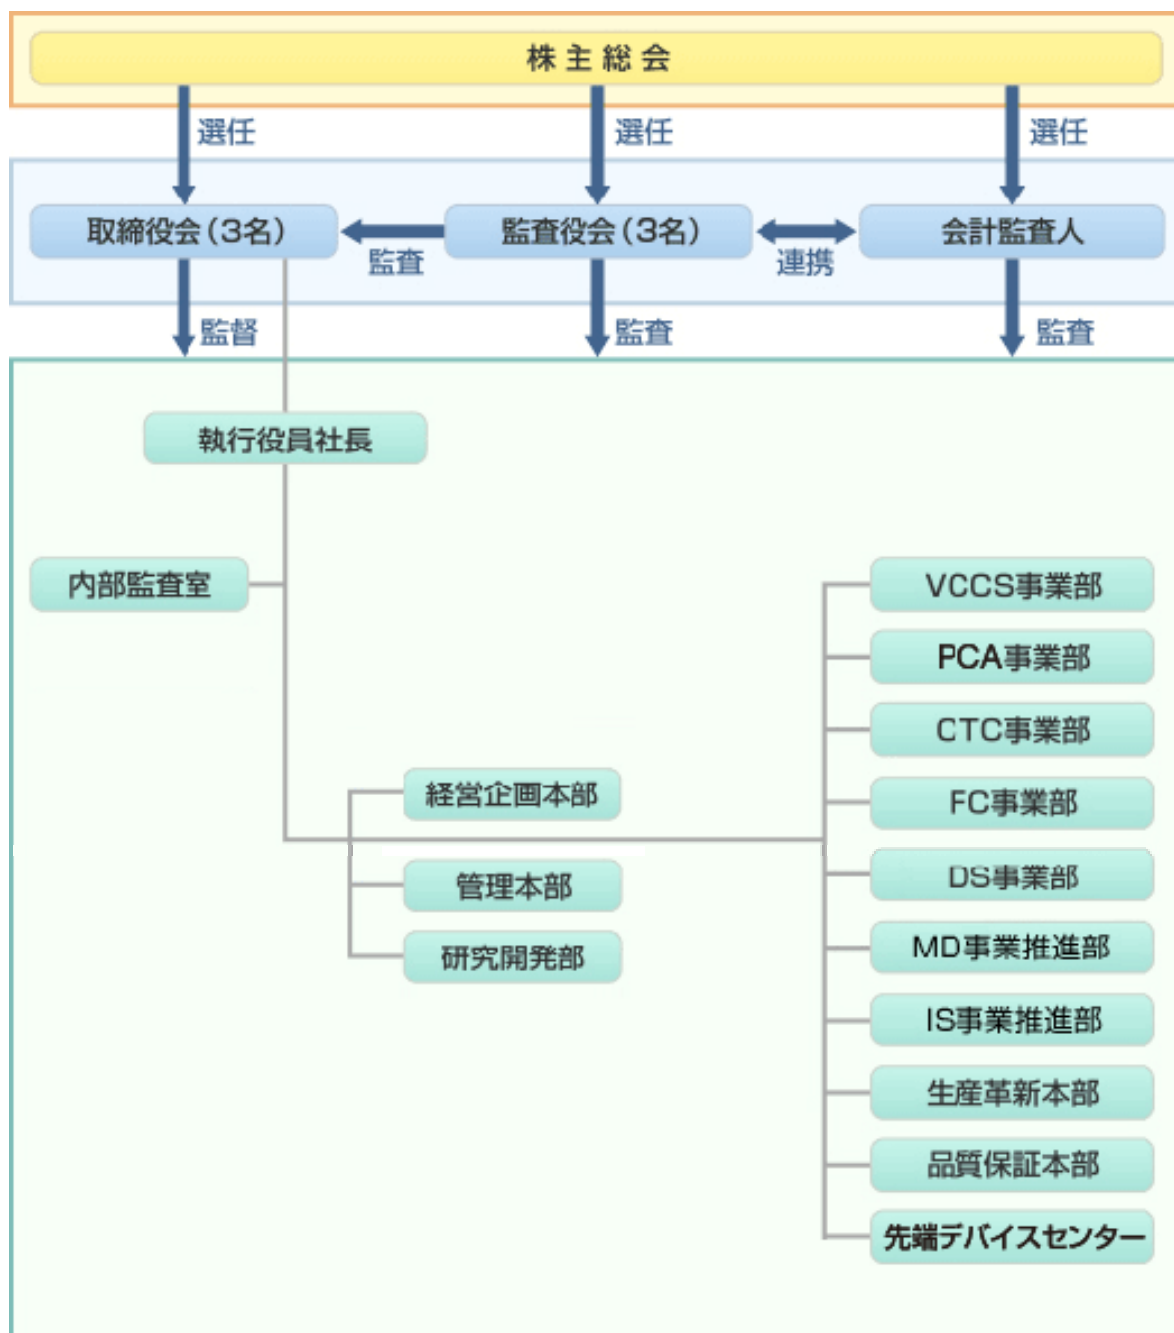 株主総会
選任
選任
選任
取締役会(3名)
監査
監査役会(3名)
連携
会計監査人
監督
監査
監査
執行役員社長
内部監査室
VCCS事業部
PCA事業部
CTC事業部
経営企画本部
FC事業部
管理本部
DS事業部
研究開発部
MD事業推進部
IS事業推進部
生産革新本部
品質保証本部
先端デバイスセンター